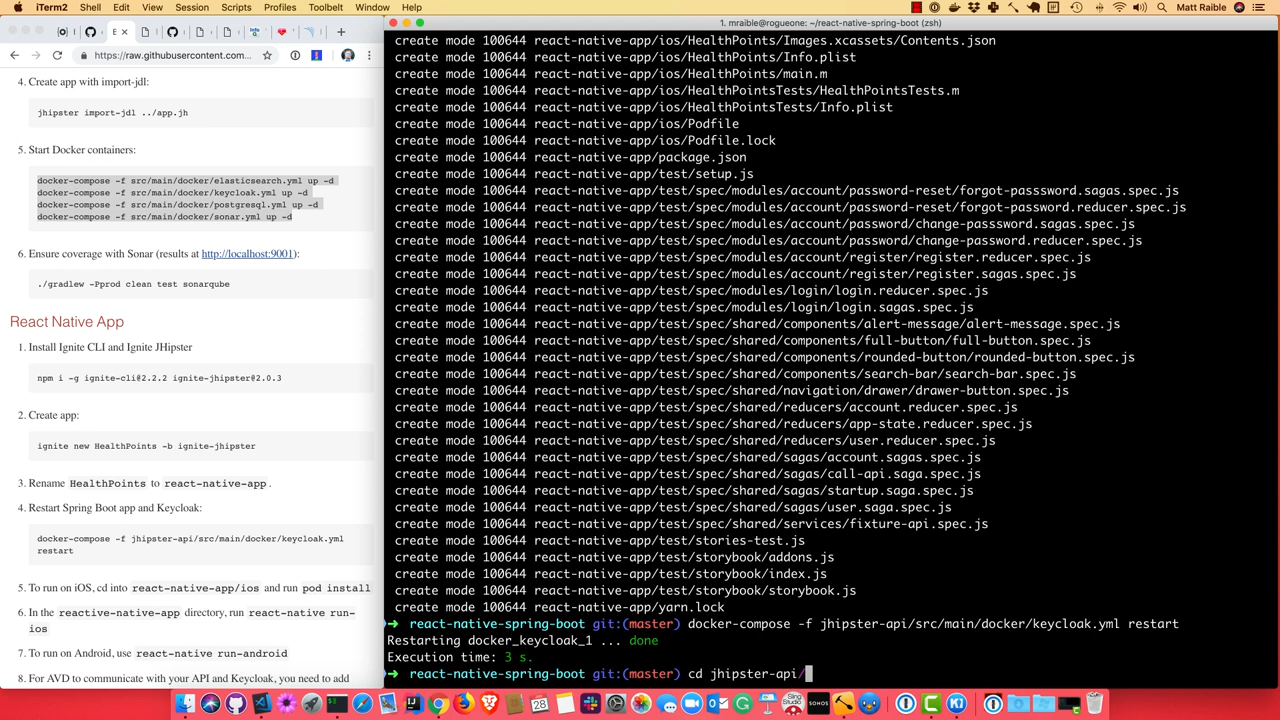 iTerm2 Shell Edit View Session Scripts Profiles Toolbelt Window Help
Matt Raible
1. mraible@rogueone: ~/react-native-spring-boot (zsh)
https://raw.githubusercontent.com...
4. Create app with import-jdl:
jhipster import-jdl ../app.jh
5. Start Docker containers:
docker-compose -f src/main/docker/elasticsearch.yml up -d
docker-compose -f src/main/docker/keycloak.yml up -d
docker-compose -f src/main/docker/postgresql.yml up -d
docker-compose -f src/main/docker/sonar.yml up -d
6. Ensure coverage with Sonar (results at http://localhost:9001):
./gradlew -Pprod clean test sonarqube
React Native App
1. Install Ignite CLI and Ignite JHipster
npm i -g ignite-cli@2.2.2 ignite-jhipster@2.0.3
2. Create app:
ignite new HealthPoints -b ignite-jhipster
3. Rename HealthPoints to react-native-app.
4. Restart Spring Boot app and Keycloak:
docker-compose -f jhipster-api/src/main/docker/keycloak.yml
restart
5. To run on iOS, cd into react-native-app/ios and run pod install
6. In the reactive-native-app directory, run react-native run-
ios
7. To run on Android, use react-native run-android
8. For AVD to communicate with your API and Keycloak, you need to add
create mode 100644 react-native-app/ios/HealthPoints/Images.xcassets/Contents.json
create mode 100644 react-native-app/ios/HealthPoints/Info.plist
create mode 100644 react-native-app/ios/HealthPoints/main.m
create mode 100644 react-native-app/ios/HealthPointsTests/HealthPointsTests.m
create mode 100644 react-native-app/ios/HealthPointsTests/Info.plist
create mode 100644 react-native-app/ios/Podfile
create mode 100644 react-native-app/ios/Podfile.lock
create mode 100644 react-native-app/package.json
create mode 100644 react-native-app/test/setup.js
create mode 100644 react-native-app/test/spec/modules/account/password-reset/forgot-passsword.sagas.spec.js
create mode 100644 react-native-app/test/spec/modules/account/password-reset/forgot-password.reducer.spec.js
create mode 100644 react-native-app/test/spec/modules/account/password/change-passsword.sagas.spec.js
create mode 100644 react-native-app/test/spec/modules/account/password/change-password.reducer.spec.js
create mode 100644 react-native-app/test/spec/modules/account/register/register.reducer.spec.js
create mode 100644 react-native-app/test/spec/modules/account/register/register.sagas.spec.js
create mode 100644 react-native-app/test/spec/modules/login/login.reducer.spec.js
create mode 100644 react-native-app/test/spec/modules/login/login.sagas.spec.js
create mode 100644 react-native-app/test/spec/shared/components/alert-message/alert-message.spec.js
create mode 100644 react-native-app/test/spec/shared/components/full-button/full-button.spec.js
create mode 100644 react-native-app/test/spec/shared/components/rounded-button/rounded-button.spec.js
create mode 100644 react-native-app/test/spec/shared/components/search-bar/search-bar.spec.js
create mode 100644 react-native-app/test/spec/shared/navigation/drawer/drawer-button.spec.js
create mode 100644 react-native-app/test/spec/shared/reducers/account.reducer.spec.js
create mode 100644 react-native-app/test/spec/shared/reducers/app-state.reducer.spec.js
create mode 100644 react-native-app/test/spec/shared/reducers/user.reducer.spec.js
create mode 100644 react-native-app/test/spec/shared/sagas/account.sagas.spec.js
create mode 100644 react-native-app/test/spec/shared/sagas/call-api.saga.spec.js
create mode 100644 react-native-app/test/spec/shared/sagas/startup.saga.spec.js
create mode 100644 react-native-app/test/spec/shared/sagas/user.saga.spec.js
create mode 100644 react-native-app/test/spec/shared/services/fixture-api.spec.js
create mode 100644 react-native-app/test/stories-test.js
create mode 100644 react-native-app/test/storybook/addons.js
create mode 100644 react-native-app/test/storybook/index.js
create mode 100644 react-native-app/test/storybook/storybook.js
create mode 100644 react-native-app/yarn.lock
➜ react-native-spring-boot git:(master) docker-compose -f jhipster-api/src/main/docker/keycloak.yml restart
Restarting docker_keycloak_1 ... done
Execution time: 3 s.
➜ react-native-spring-boot git:(master) cd jhipster-api/
28
SONOS